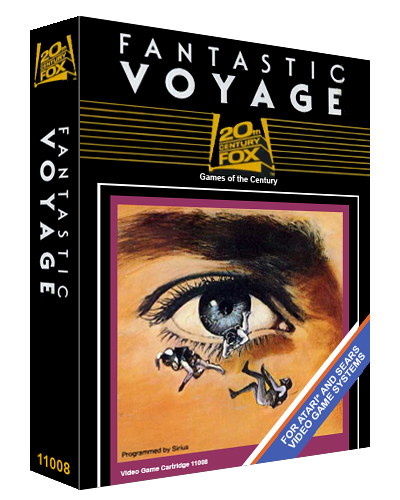 20th
CENTURY
FOX
FANTASTIC
VOYAGE
11008
FANTASTIC
VOYAGE
20th
CENTURY
FOX
Games of the Century
FOR ATARI® AND SEARS
VIDEO GAME SYSTEMS
Programmed by Sirius
Video Game Cartridge 11008